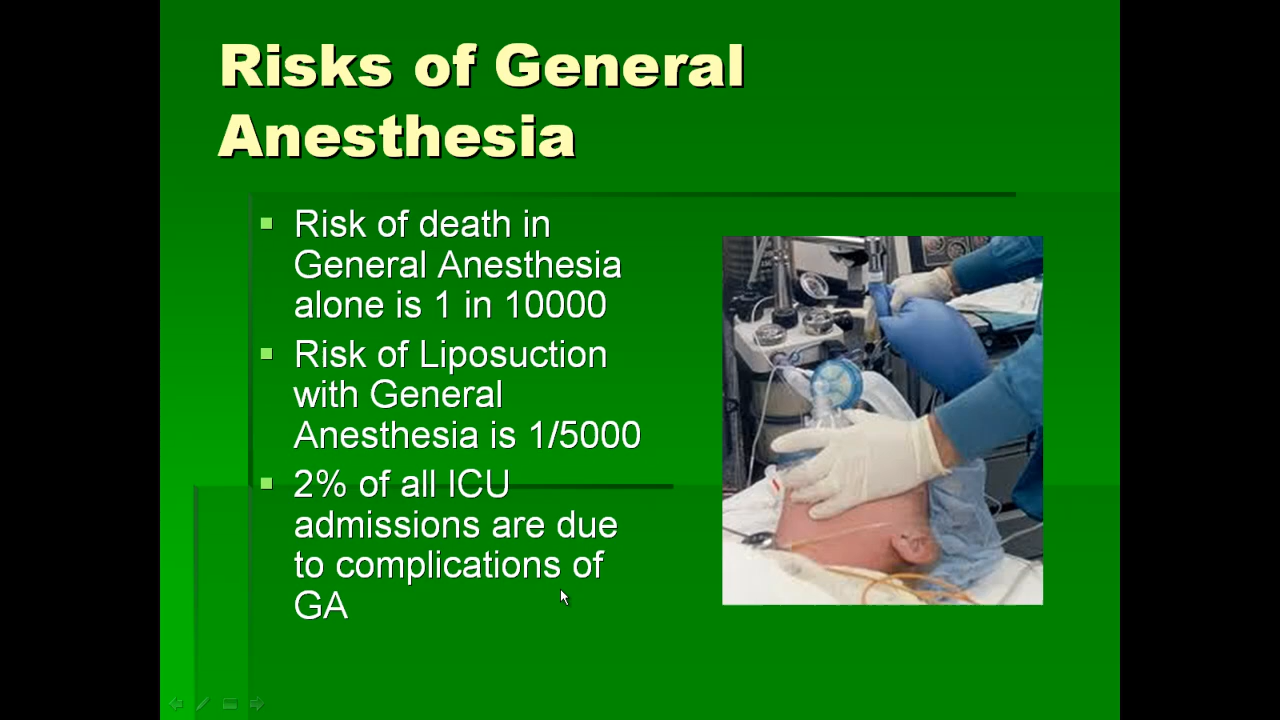 Risks of General
Anesthesia
Risk of death in
General Anesthesia
alone is 1 in 10000
Risk of Liposuction
with General
Anesthesia is 1/5000
2% of all ICU
admissions are due
to complications of
GA